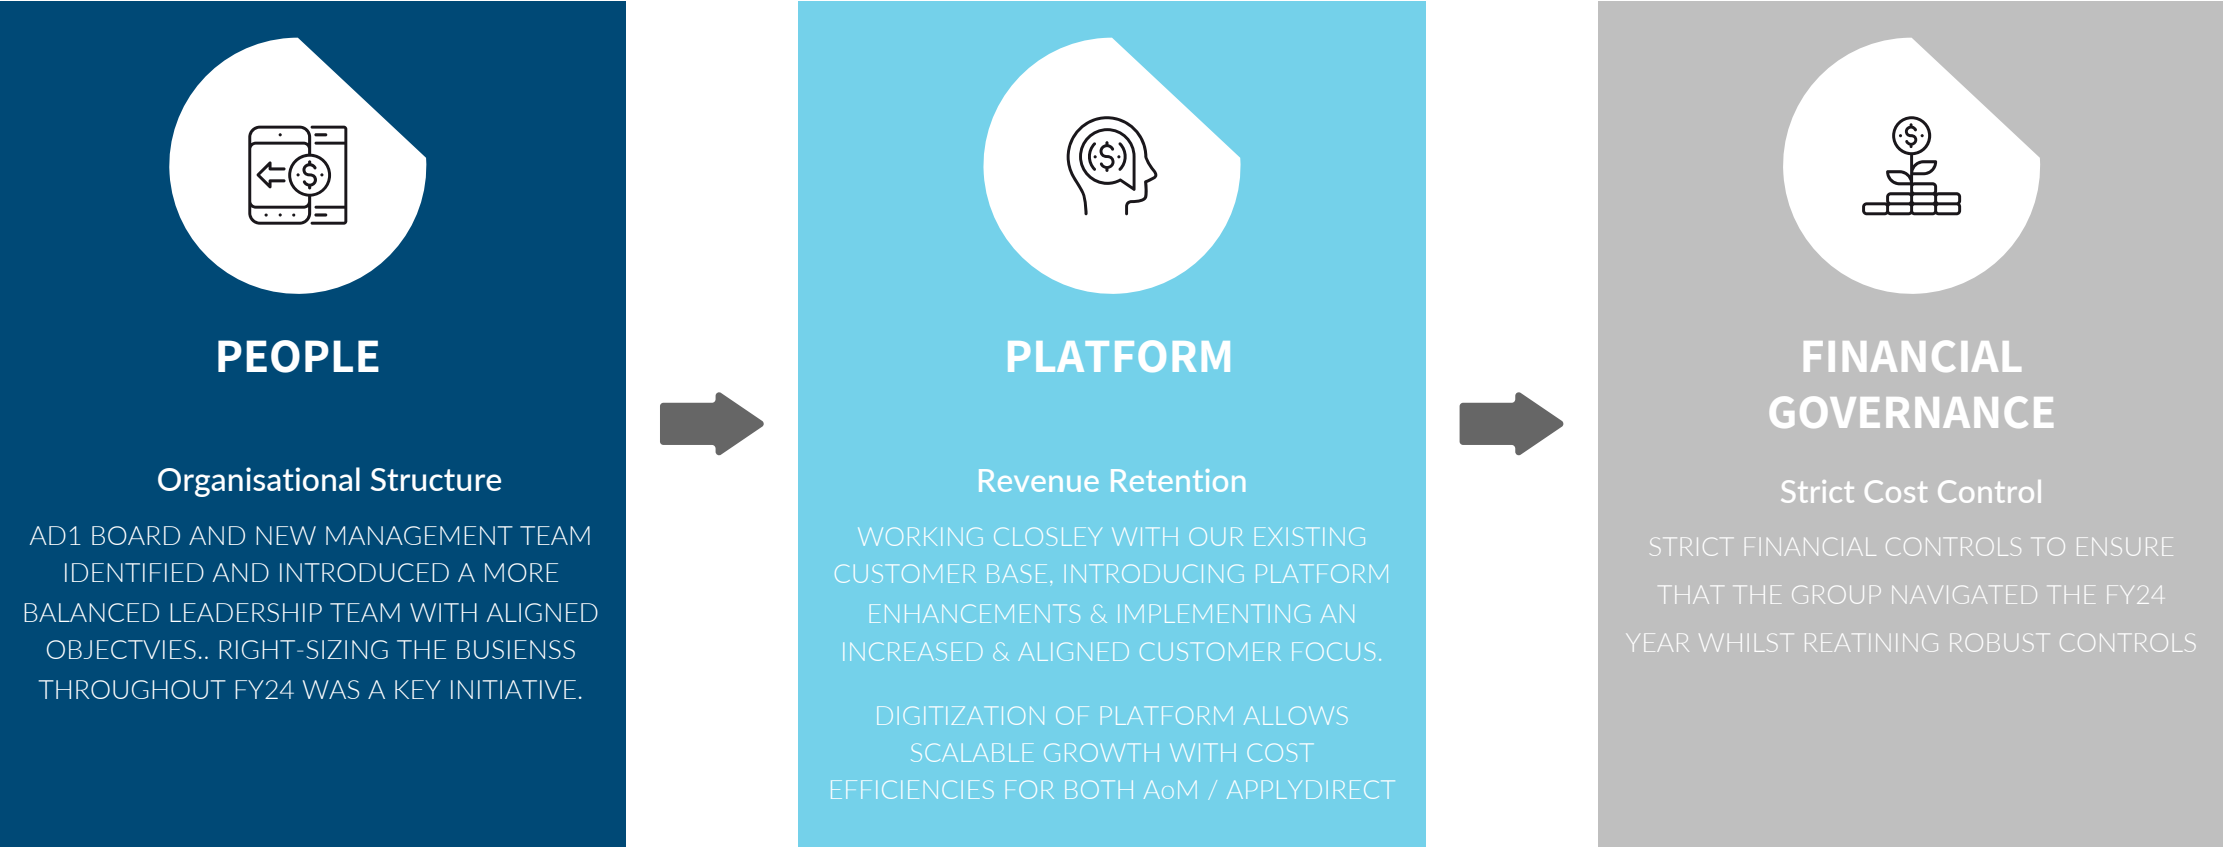 PEOPLE
Organisational Structure
AD1 BOARD AND NEW MANAGEMENT TEAM
IDENTIFIED AND INTRODUCED A MORE
BALANCED LEADERSHIP TEAM WITH ALIGNED
OBJECTVIES.. RIGHT-SIZING THE BUSIENSS
THROUGHOUT FY24 WAS A KEY INITIATIVE.
PLATFORM
Revenue Retention
WORKING CLOSLEY WITH OUR EXISTING
CUSTOMER BASE, INTRODUCING PLATFORM
ENHANCEMENTS & IMPLEMENTING AN
INCREASED & ALIGNED CUSTOMER FOCUS.
DIGITIZATION OF PLATFORM ALLOWS
SCALABLE GROWTH WITH COST
EFFICIENCIES FOR BOTH AoM / APPLYDIRECT
FINANCIAL
GOVERNANCE
Strict Cost Control
STRICT FINANCIAL CONTROLS TO ENSURE
THAT THE GROUP NAVIGATED THE FY24
YEAR WHILST REATINING ROBUST CONTROLS